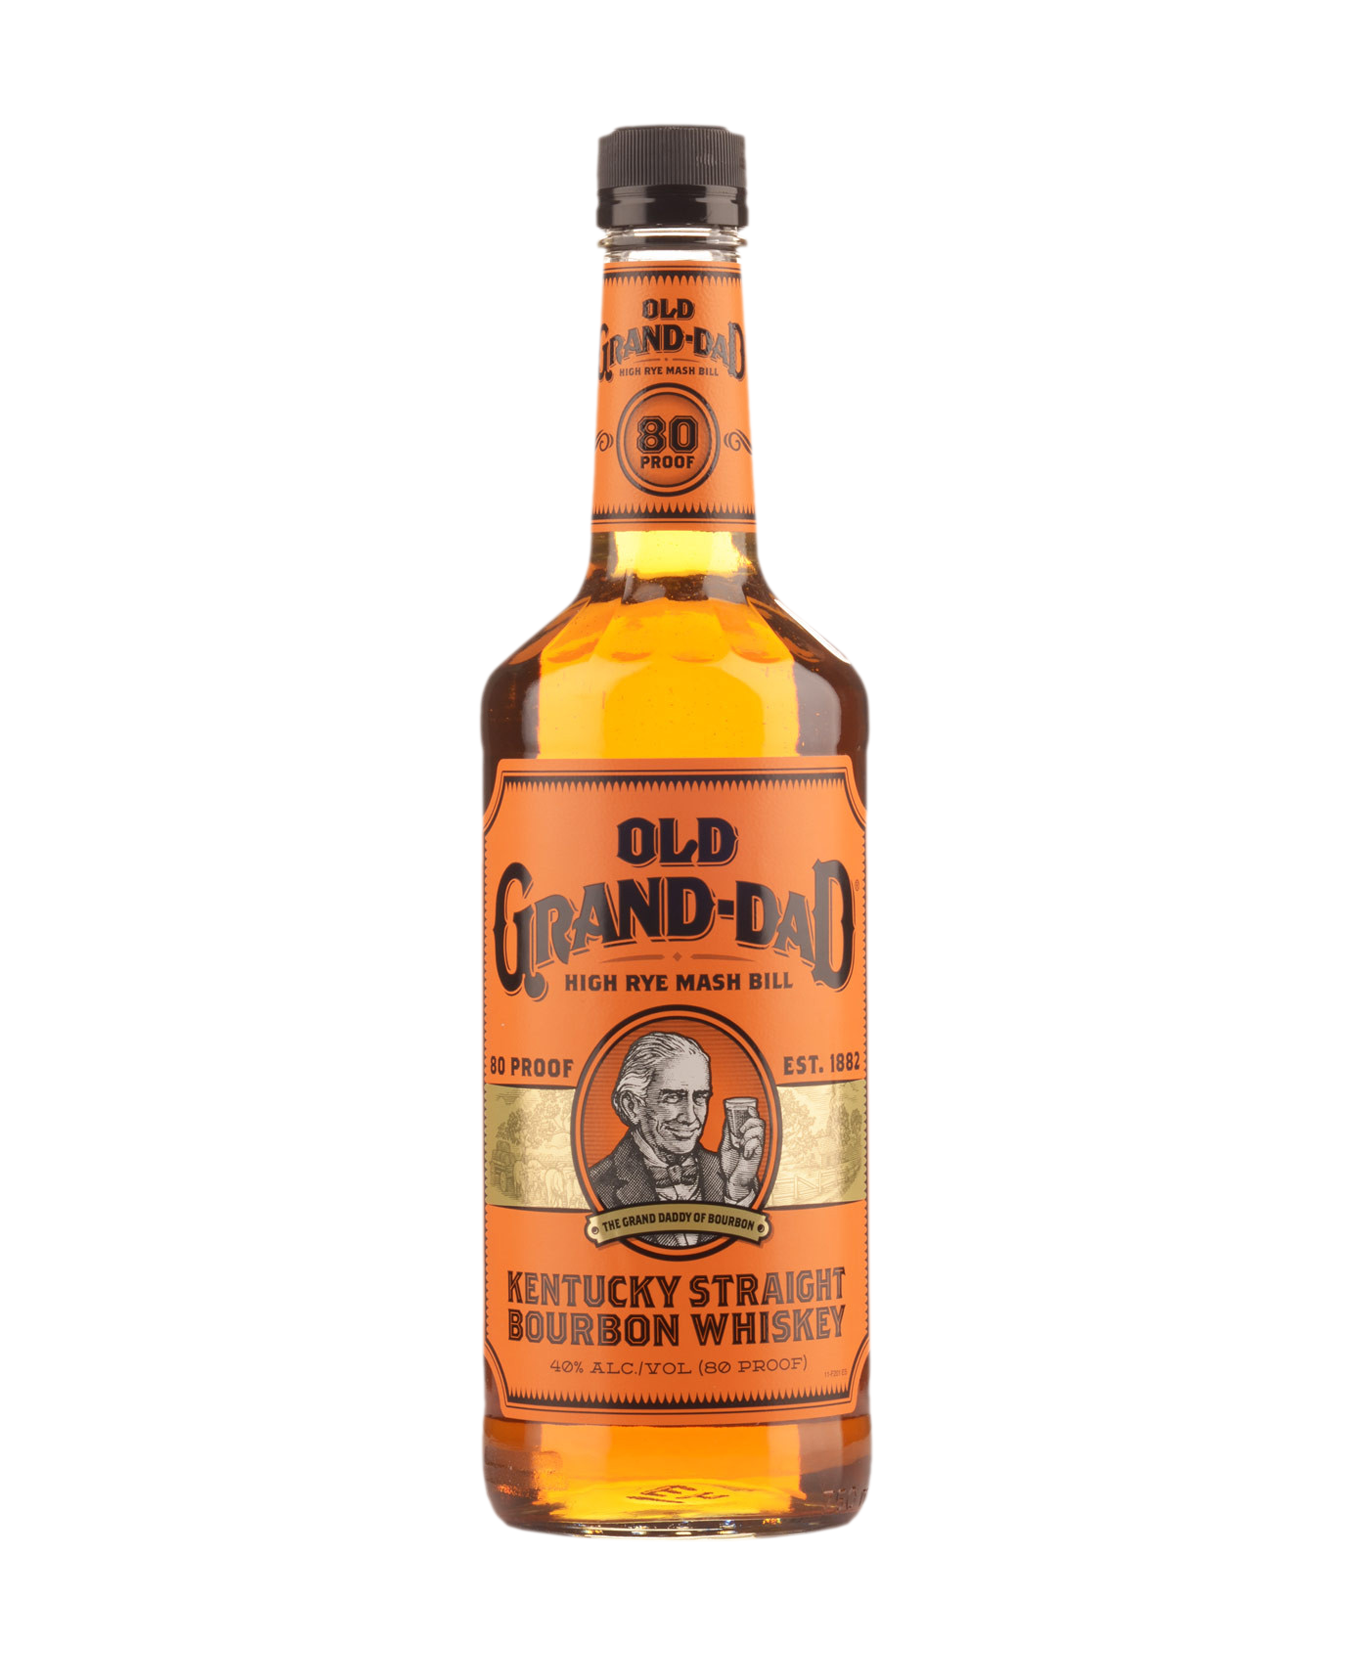 OLD
GRAND-DAD
HIGH RYE MASH BILL
80
PROOF
OLD
GRAND-DAD®
HIGH RYE MASH BILL
80 PROOF
EST. 1882
THE GRAND DADDY OF BOURBON
KENTUCKY STRAIGHT
BOURBON WHISKEY
40% ALC./VOL (80 PROOF)